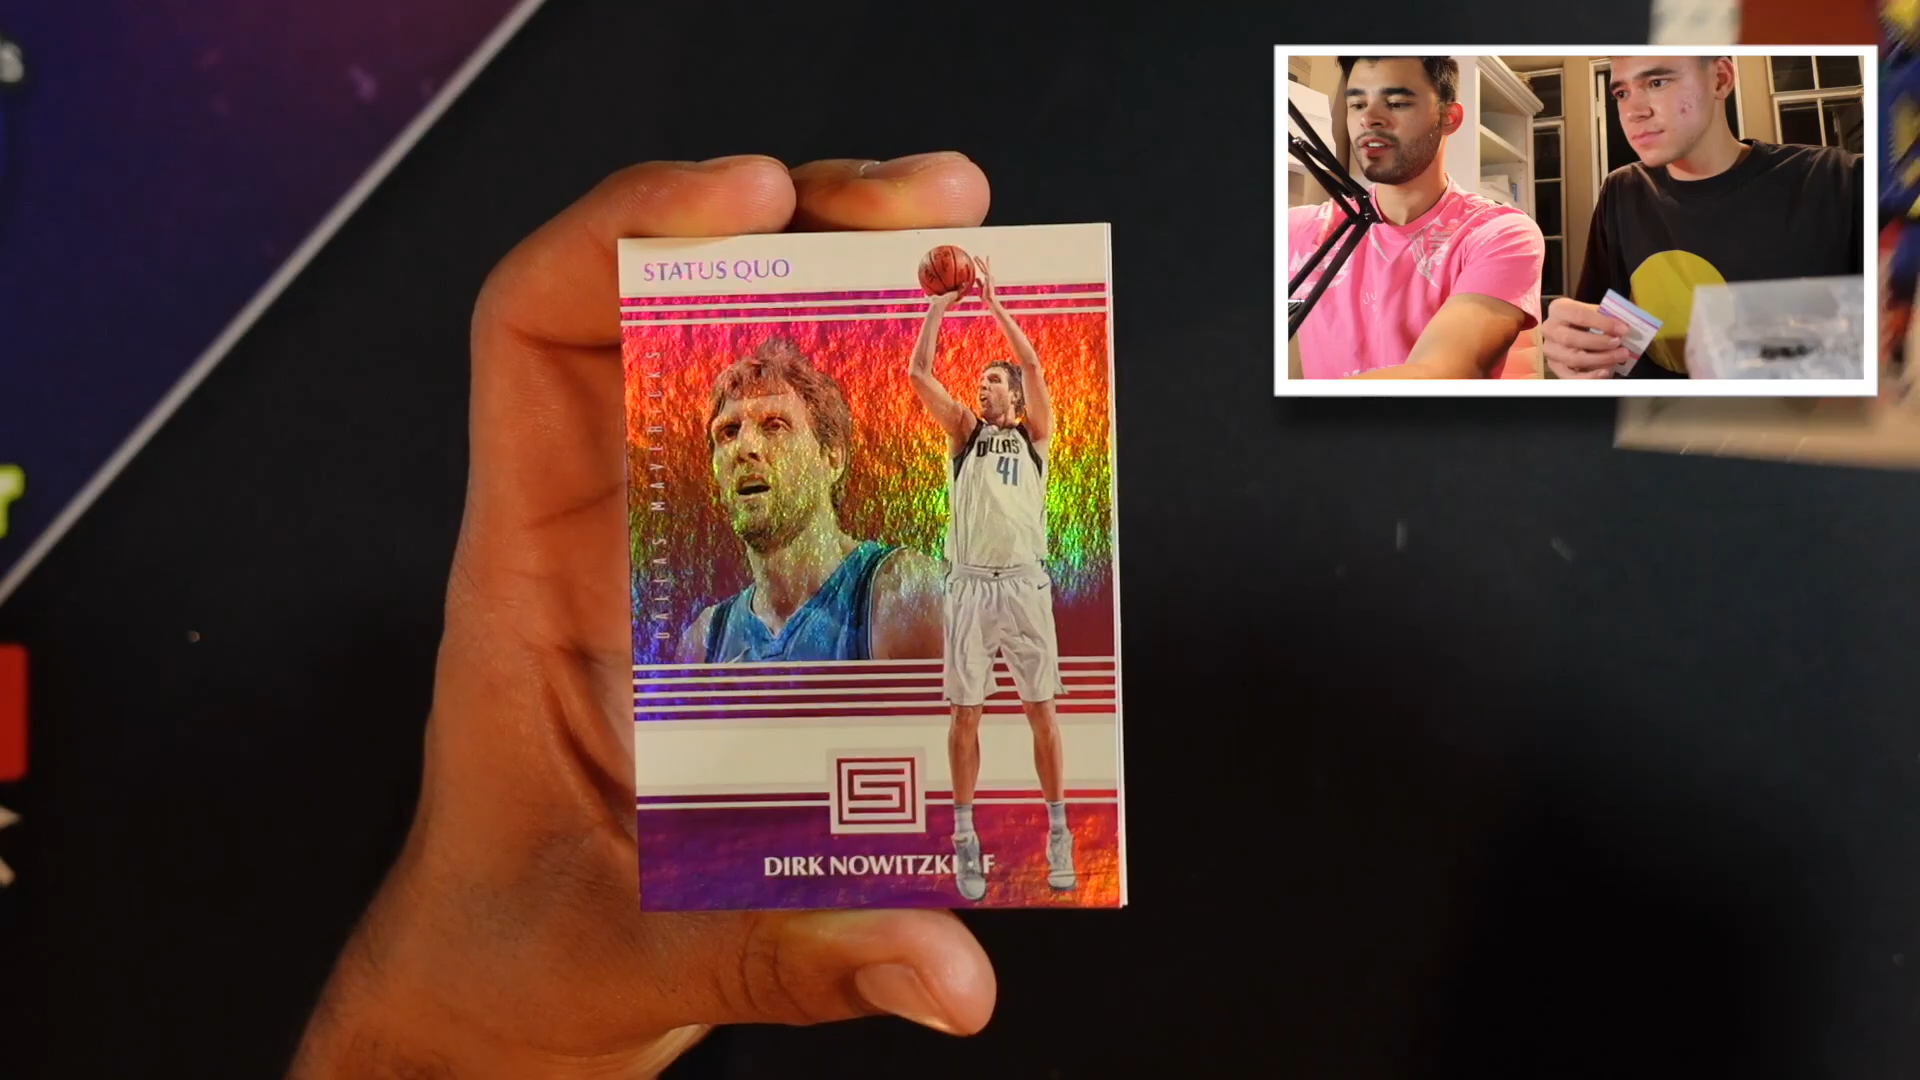 STATUS QUO
DALLAS MAVERICKS
DALLAS
41
DIRK NOWITZKI • F